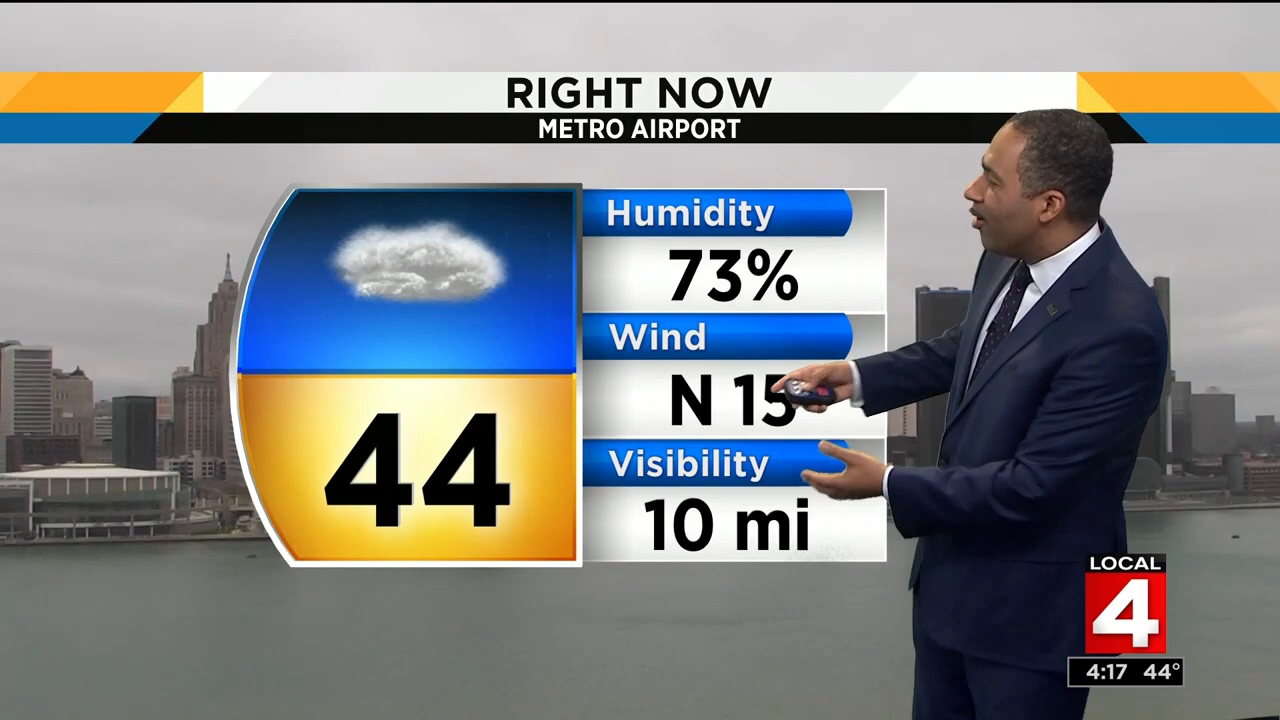 RIGHT NOW
METRO AIRPORT
44
Humidity
73%
Wind
N 15
Visibility
10 mi
LOCAL
4
4:17 44°